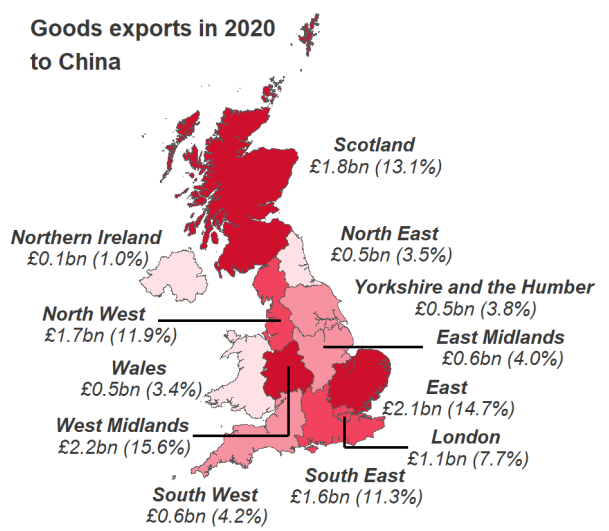 Goods exports in 2020
to China
Scotland
£1.8bn (13.1%)
Northern Ireland
£0.1bn (1.0%)
North East
£0.5bn (3.5%)
Yorkshire and the Humber
£0.5bn (3.8%)
North West
£1.7bn (11.9%)
East Midlands
£0.6bn (4.0%)
Wales
£0.5bn (3.4%)
East
£2.1bn (14.7%)
West Midlands
£2.2bn (15.6%)
London
£1.1bn (7.7%)
South East
£1.6bn (11.3%)
South West
£0.6bn (4.2%)